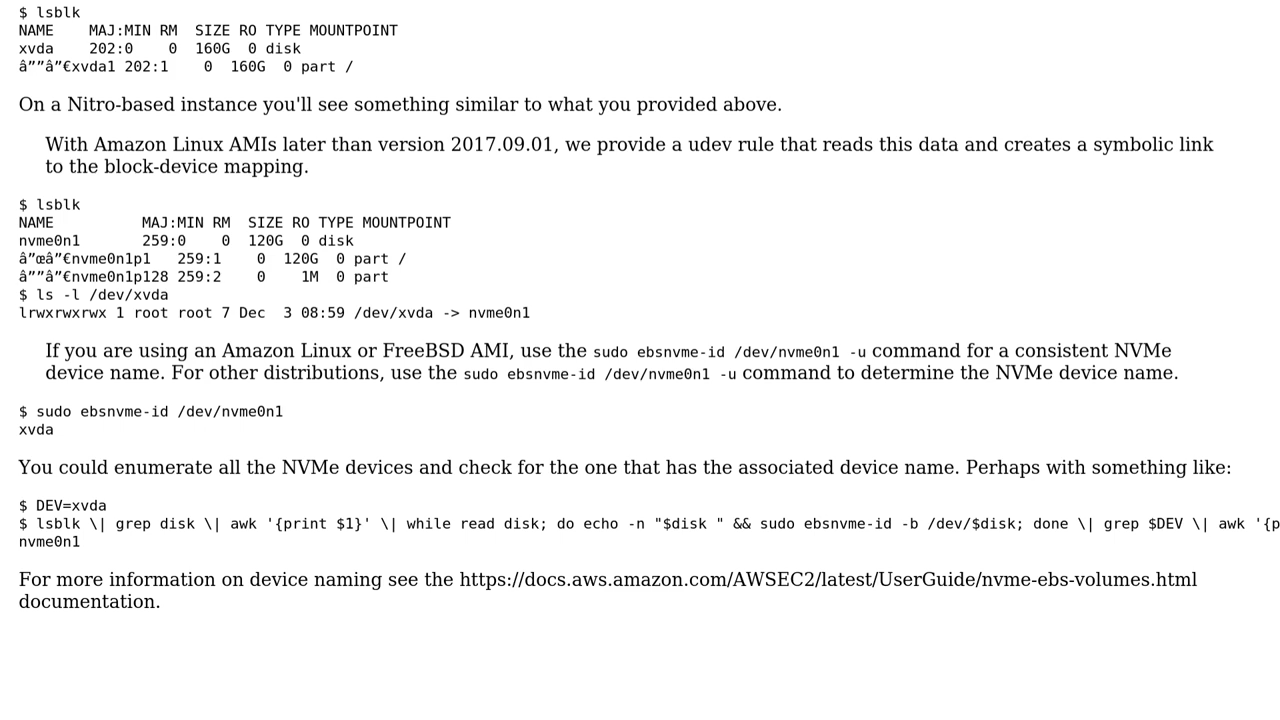 $ lsblk
NAME    MAJ:MIN RM  SIZE RO TYPE MOUNTPOINT
xvda    202:0    0  160G  0 disk
â””â”€xvda1 202:1    0  160G  0 part /
On a Nitro-based instance you'll see something similar to what you provided above.
With Amazon Linux AMIs later than version 2017.09.01, we provide a udev rule that reads this data and creates a symbolic link
to the block-device mapping.
$ lsblk
NAME          MAJ:MIN RM  SIZE RO TYPE MOUNTPOINT
nvme0n1       259:0    0  120G  0 disk
â”œâ”€nvme0n1p1   259:1    0  120G  0 part /
â””â”€nvme0n1p128 259:2    0    1M  0 part
$ ls -l /dev/xvda
lrwxrwxrwx 1 root root 7 Dec  3 08:59 /dev/xvda -> nvme0n1
If you are using an Amazon Linux or FreeBSD AMI, use the sudo ebsnvme-id /dev/nvme0n1 -u command for a consistent NVMe
device name. For other distributions, use the sudo ebsnvme-id /dev/nvme0n1 -u command to determine the NVMe device name.
$ sudo ebsnvme-id /dev/nvme0n1
xvda
You could enumerate all the NVMe devices and check for the one that has the associated device name. Perhaps with something like:
$ DEV=xvda
$ lsblk \| grep disk \| awk '{print $1}' \| while read disk; do echo -n "$disk " && sudo ebsnvme-id -b /dev/$disk; done \| grep $DEV \| awk '{p
nvme0n1
For more information on device naming see the https://docs.aws.amazon.com/AWSEC2/latest/UserGuide/nvme-ebs-volumes.html
documentation.